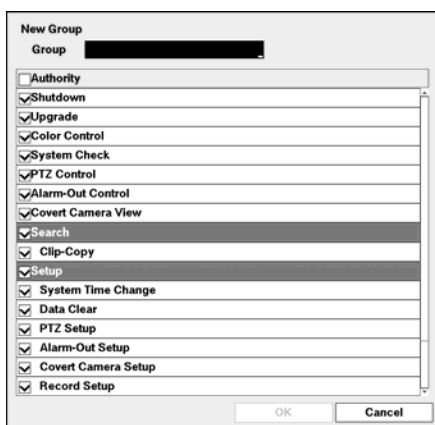 New Group
Group
Authority
Shutdown
Upgrade
Color Control
System Check
PTZ Control
Alarm-Out Control
Covert Camera View
Search
Clip-Copy
Setup
System Time Change
Data Clear
PTZ Setup
Alarm-Out Setup
Covert Camera Setup
Record Setup
OK Cancel